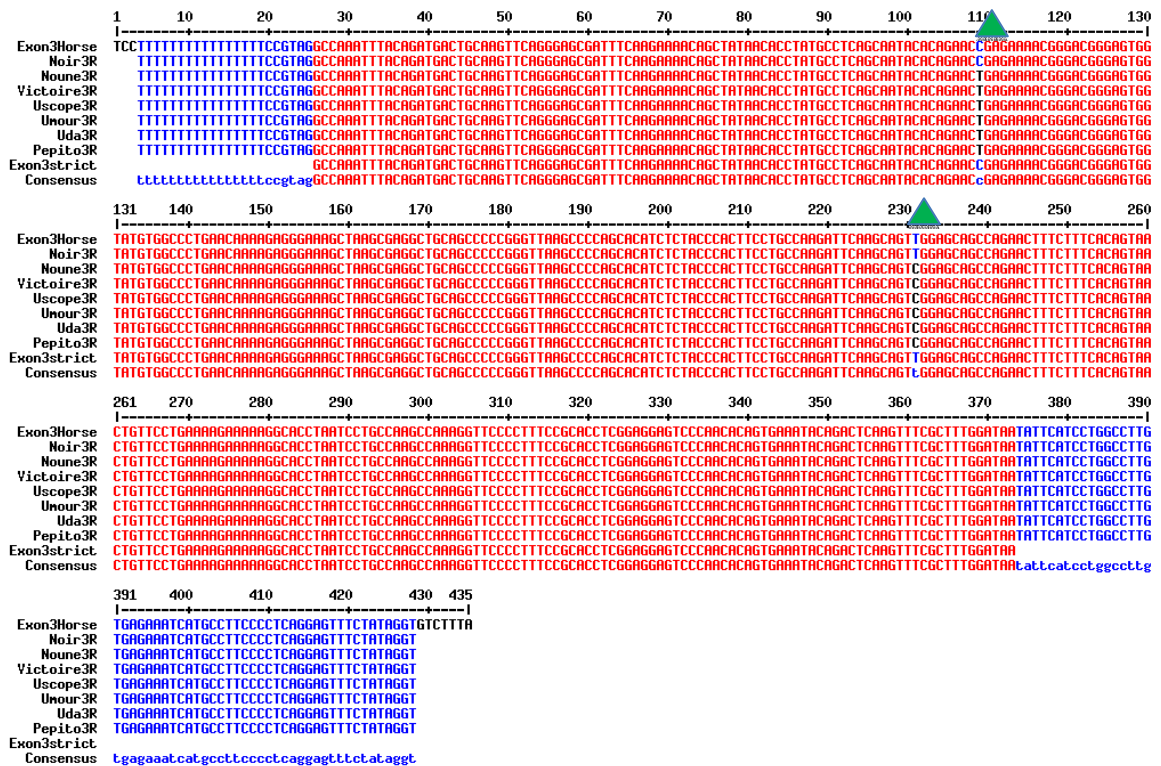 1 10 20 30 40 50 60 70 80 90 100 110 120 130
|--------+---------+---------+---------+---------+---------+---------+---------+---------+---------+---------+---------+---------|
Exon3Horse TCCTTTTTTTTTTTTTTTTCCGTAGGCCAAATTTACAGATGACTGCAAGTTCAGGGAGCGATTTCAAGAAAACAGCTATAACACCTATGCCTCAGCAATACACAGAACCGAGAAAACGGGACGGGAGTGG
Noir3R TTTTTTTTTTTTTTTTCCGTAGGCCAAATTTACAGATGACTGCAAGTTCAGGGAGCGATTTCAAGAAAACAGCTATAACACCTATGCCTCAGCAATACACAGAACCGAGAAAACGGGACGGGAGTGG
Noune3R TTTTTTTTTTTTTTTTCCGTAGGCCAAATTTACAGATGACTGCAAGTTCAGGGAGCGATTTCAAGAAAACAGCTATAACACCTATGCCTCAGCAATACACAGAACTGAGAAAACGGGACGGGAGTGG
Victoire3R TTTTTTTTTTTTTTTTCCGTAGGCCAAATTTACAGATGACTGCAAGTTCAGGGAGCGATTTCAAGAAAACAGCTATAACACCTATGCCTCAGCAATACACAGAACTGAGAAAACGGGACGGGAGTGG
Uscope3R TTTTTTTTTTTTTTTTCCGTAGGCCAAATTTACAGATGACTGCAAGTTCAGGGAGCGATTTCAAGAAAACAGCTATAACACCTATGCCTCAGCAATACACAGAACTGAGAAAACGGGACGGGAGTGG
Umour3R TTTTTTTTTTTTTTTTCCGTAGGCCAAATTTACAGATGACTGCAAGTTCAGGGAGCGATTTCAAGAAAACAGCTATAACACCTATGCCTCAGCAATACACAGAACTGAGAAAACGGGACGGGAGTGG
Uda3R TTTTTTTTTTTTTTTTCCGTAGGCCAAATTTACAGATGACTGCAAGTTCAGGGAGCGATTTCAAGAAAACAGCTATAACACCTATGCCTCAGCAATACACAGAACTGAGAAAACGGGACGGGAGTGG
Pepito3R TTTTTTTTTTTTTTTTCCGTAGGCCAAATTTACAGATGACTGCAAGTTCAGGGAGCGATTTCAAGAAAACAGCTATAACACCTATGCCTCAGCAATACACAGAACTGAGAAAACGGGACGGGAGTGG
Exon3strict GCCAAATTTACAGATGACTGCAAGTTCAGGGAGCGATTTCAAGAAAACAGCTATAACACCTATGCCTCAGCAATACACAGAACCGAGAAAACGGGACGGGAGTGG
Consensus ttttttttttttttttccgtagGCCAAATTTACAGATGACTGCAAGTTCAGGGAGCGATTTCAAGAAAACAGCTATAACACCTATGCCTCAGCAATACACAGAACcGAGAAAACGGGACGGGAGTGG
131 140 150 160 170 180 190 200 210 220 230 240 250 260
|--------+---------+---------+---------+---------+---------+---------+---------+---------+---------+---------+---------+---------|
Exon3Horse TATGTGGCCCTGAACAAAAGAGGGAAAGCTAAGCGAGGCTGCAGCCCCCGGGTTAAGCCCCAGCACATCTCTACCCACTTCCTGCCAAGATTCAAGCAGTTGGAGCAGCCAGAACTTTCTTTCACAGTAA
Noir3R TATGTGGCCCTGAACAAAAGAGGGAAAGCTAAGCGAGGCTGCAGCCCCCGGGTTAAGCCCCAGCACATCTCTACCCACTTCCTGCCAAGATTCAAGCAGTTGGAGCAGCCAGAACTTTCTTTCACAGTAA
Noune3R TATGTGGCCCTGAACAAAAGAGGGAAAGCTAAGCGAGGCTGCAGCCCCCGGGTTAAGCCCCAGCACATCTCTACCCACTTCCTGCCAAGATTCAAGCAGTCGGAGCAGCCAGAACTTTCTTTCACAGTAA
Victoire3R TATGTGGCCCTGAACAAAAGAGGGAAAGCTAAGCGAGGCTGCAGCCCCCGGGTTAAGCCCCAGCACATCTCTACCCACTTCCTGCCAAGATTCAAGCAGTCGGAGCAGCCAGAACTTTCTTTCACAGTAA
Uscope3R TATGTGGCCCTGAACAAAAGAGGGAAAGCTAAGCGAGGCTGCAGCCCCCGGGTTAAGCCCCAGCACATCTCTACCCACTTCCTGCCAAGATTCAAGCAGTCGGAGCAGCCAGAACTTTCTTTCACAGTAA
Umour3R TATGTGGCCCTGAACAAAAGAGGGAAAGCTAAGCGAGGCTGCAGCCCCCGGGTTAAGCCCCAGCACATCTCTACCCACTTCCTGCCAAGATTCAAGCAGTCGGAGCAGCCAGAACTTTCTTTCACAGTAA
Uda3R TATGTGGCCCTGAACAAAAGAGGGAAAGCTAAGCGAGGCTGCAGCCCCCGGGTTAAGCCCCAGCACATCTCTACCCACTTCCTGCCAAGATTCAAGCAGTCGGAGCAGCCAGAACTTTCTTTCACAGTAA
Pepito3R TATGTGGCCCTGAACAAAAGAGGGAAAGCTAAGCGAGGCTGCAGCCCCCGGGTTAAGCCCCAGCACATCTCTACCCACTTCCTGCCAAGATTCAAGCAGTCGGAGCAGCCAGAACTTTCTTTCACAGTAA
Exon3strict TATGTGGCCCTGAACAAAAGAGGGAAAGCTAAGCGAGGCTGCAGCCCCCGGGTTAAGCCCCAGCACATCTCTACCCACTTCCTGCCAAGATTCAAGCAGTTGGAGCAGCCAGAACTTTCTTTCACAGTAA
Consensus TATGTGGCCCTGAACAAAAGAGGGAAAGCTAAGCGAGGCTGCAGCCCCCGGGTTAAGCCCCAGCACATCTCTACCCACTTCCTGCCAAGATTCAAGCAGTtGGAGCAGCCAGAACTTTCTTTCACAGTAA
261 270 280 290 300 310 320 330 340 350 360 370 380 390
|--------+---------+---------+---------+---------+---------+---------+---------+---------+---------+---------+---------+---------|
Exon3Horse CTGTTCCTGAAAAGAAAAAGGCACCTAATCCTGCCAAGCCAAAGGTTCCCCTTTCCGCACCTCGGAGGAGTCCCAACACAGTGAAATACAGACTCAAGTTTCGCTTTGGATAATATTCATCCTGGCCTTG
Noir3R CTGTTCCTGAAAAGAAAAAGGCACCTAATCCTGCCAAGCCAAAGGTTCCCCTTTCCGCACCTCGGAGGAGTCCCAACACAGTGAAATACAGACTCAAGTTTCGCTTTGGATAATATTCATCCTGGCCTTG
Noune3R CTGTTCCTGAAAAGAAAAAGGCACCTAATCCTGCCAAGCCAAAGGTTCCCCTTTCCGCACCTCGGAGGAGTCCCAACACAGTGAAATACAGACTCAAGTTTCGCTTTGGATAATATTCATCCTGGCCTTG
Victoire3R CTGTTCCTGAAAAGAAAAAGGCACCTAATCCTGCCAAGCCAAAGGTTCCCCTTTCCGCACCTCGGAGGAGTCCCAACACAGTGAAATACAGACTCAAGTTTCGCTTTGGATAATATTCATCCTGGCCTTG
Uscope3R CTGTTCCTGAAAAGAAAAAGGCACCTAATCCTGCCAAGCCAAAGGTTCCCCTTTCCGCACCTCGGAGGAGTCCCAACACAGTGAAATACAGACTCAAGTTTCGCTTTGGATAATATTCATCCTGGCCTTG
Umour3R CTGTTCCTGAAAAGAAAAAGGCACCTAATCCTGCCAAGCCAAAGGTTCCCCTTTCCGCACCTCGGAGGAGTCCCAACACAGTGAAATACAGACTCAAGTTTCGCTTTGGATAATATTCATCCTGGCCTTG
Uda3R CTGTTCCTGAAAAGAAAAAGGCACCTAATCCTGCCAAGCCAAAGGTTCCCCTTTCCGCACCTCGGAGGAGTCCCAACACAGTGAAATACAGACTCAAGTTTCGCTTTGGATAATATTCATCCTGGCCTTG
Pepito3R CTGTTCCTGAAAAGAAAAAGGCACCTAATCCTGCCAAGCCAAAGGTTCCCCTTTCCGCACCTCGGAGGAGTCCCAACACAGTGAAATACAGACTCAAGTTTCGCTTTGGATAATATTCATCCTGGCCTTG
Exon3strict CTGTTCCTGAAAAGAAAAAGGCACCTAATCCTGCCAAGCCAAAGGTTCCCCTTTCCGCACCTCGGAGGAGTCCCAACACAGTGAAATACAGACTCAAGTTTCGCTTTGGATAA
Consensus CTGTTCCTGAAAAGAAAAAGGCACCTAATCCTGCCAAGCCAAAGGTTCCCCTTTCCGCACCTCGGAGGAGTCCCAACACAGTGAAATACAGACTCAAGTTTCGCTTTGGATAAtattcatcctggccttg
391 400 410 420 430 435
|--------+---------+---------+---------+----|
Exon3Horse TGAGAAATCATGCCTTCCCCTCAGGAGTTTCTATAGGTGTCTTTA
Noir3R TGAGAAATCATGCCTTCCCCTCAGGAGTTTCTATAGGT
Noune3R TGAGAAATCATGCCTTCCCCTCAGGAGTTTCTATAGGT
Victoire3R TGAGAAATCATGCCTTCCCCTCAGGAGTTTCTATAGGT
Uscope3R TGAGAAATCATGCCTTCCCCTCAGGAGTTTCTATAGGT
Umour3R TGAGAAATCATGCCTTCCCCTCAGGAGTTTCTATAGGT
Uda3R TGAGAAATCATGCCTTCCCCTCAGGAGTTTCTATAGGT
Pepito3R TGAGAAATCATGCCTTCCCCTCAGGAGTTTCTATAGGT
Exon3strict
Consensus tgagaaatcatgccttcccctcaggagtttctataggt